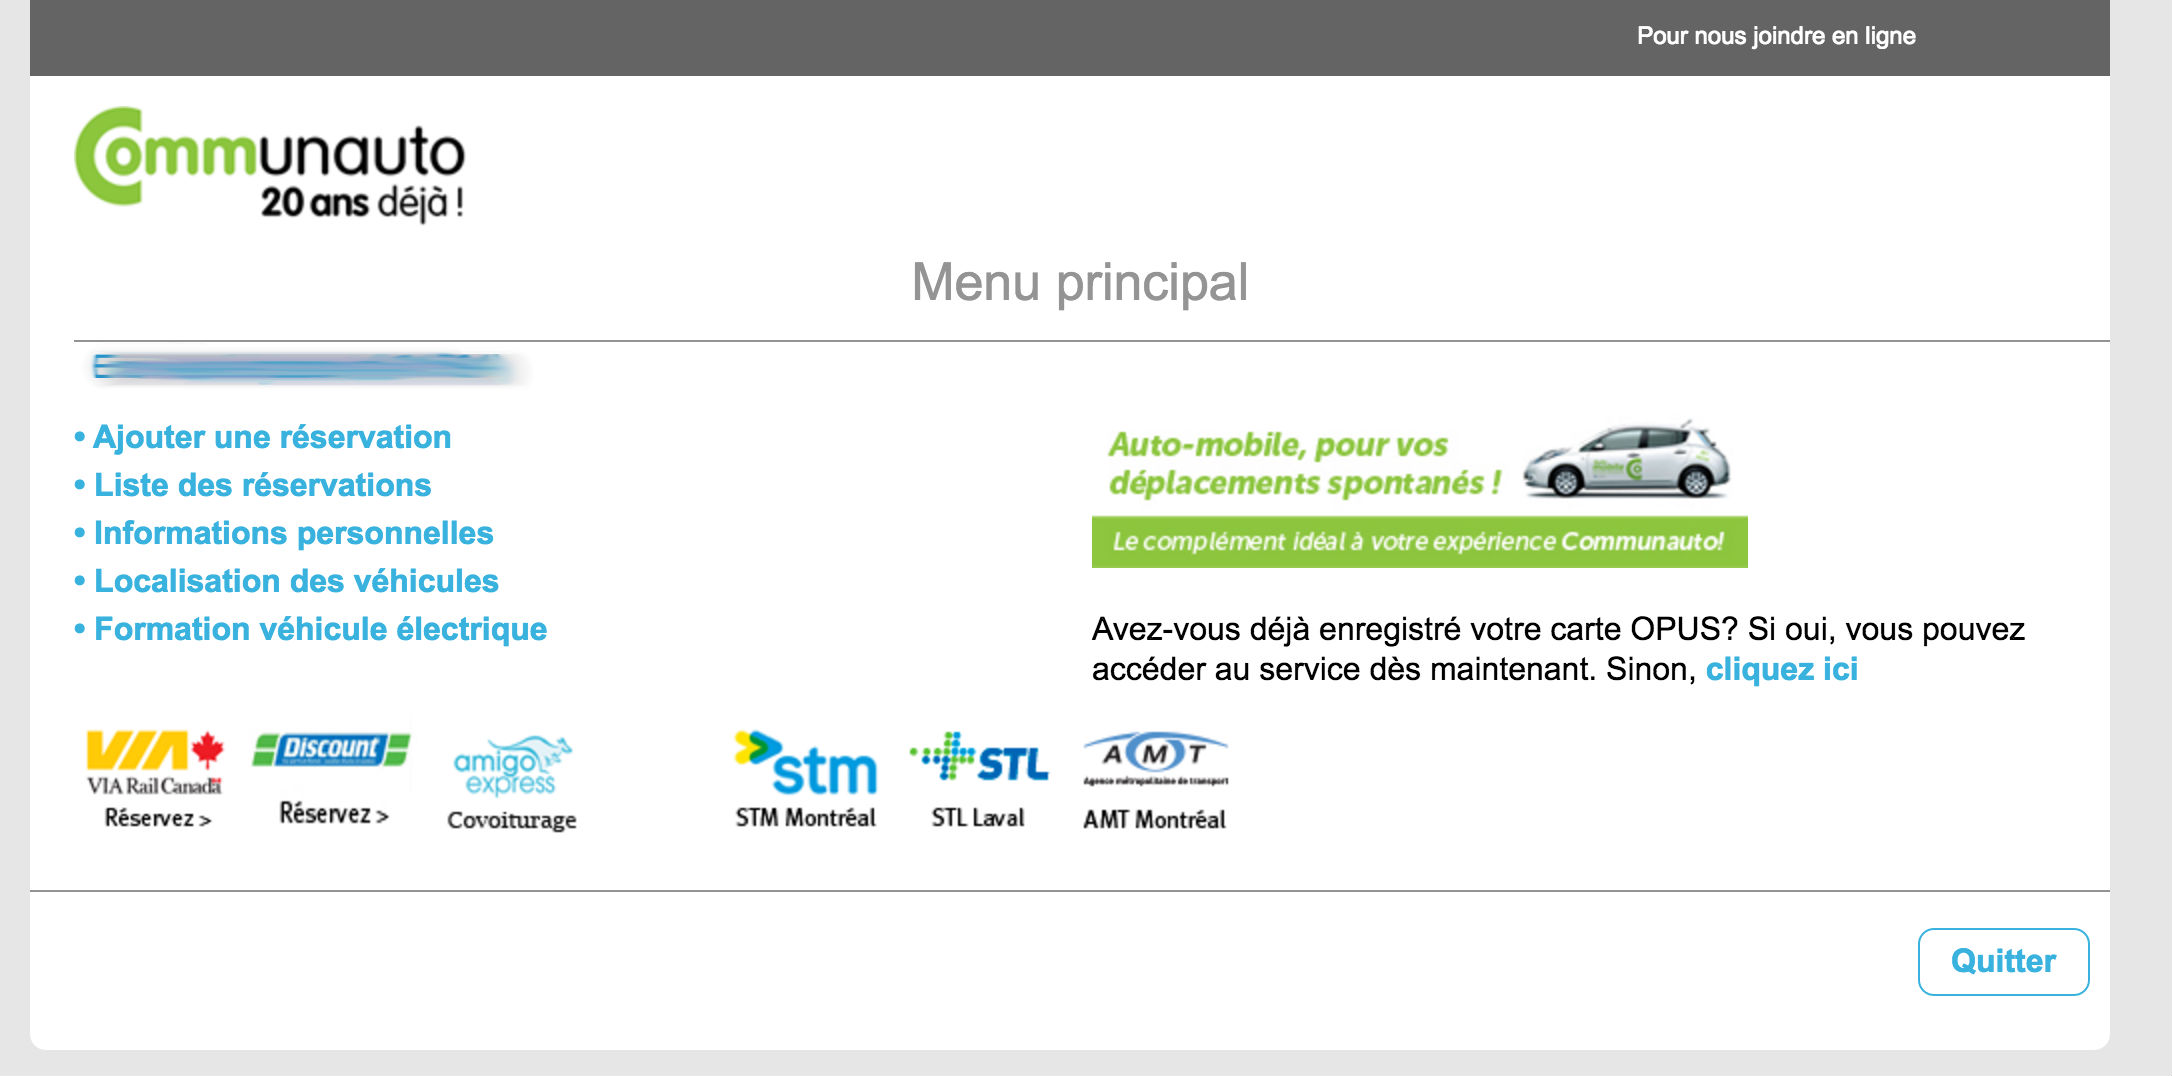 Pour nous joindre en ligne
Communauto
20 ans déjà !
Menu principal
• Ajouter une réservation
• Liste des réservations
• Informations personnelles
• Localisation des véhicules
• Formation véhicule électrique
Auto-mobile, pour vos
déplacements spontanés !
Le complément idéal à votre expérience Communauto!
Avez-vous déjà enregistré votre carte OPUS? Si oui, vous pouvez
accéder au service dès maintenant. Sinon, cliquez ici
VIA
VIA Rail Canada
Réservez >
Discount
Réservez >
amigo
express
Covoiturage
stm
STM Montréal
STL
STL Laval
AMT
Agence métropolitaine de transport
AMT Montréal
Quitter